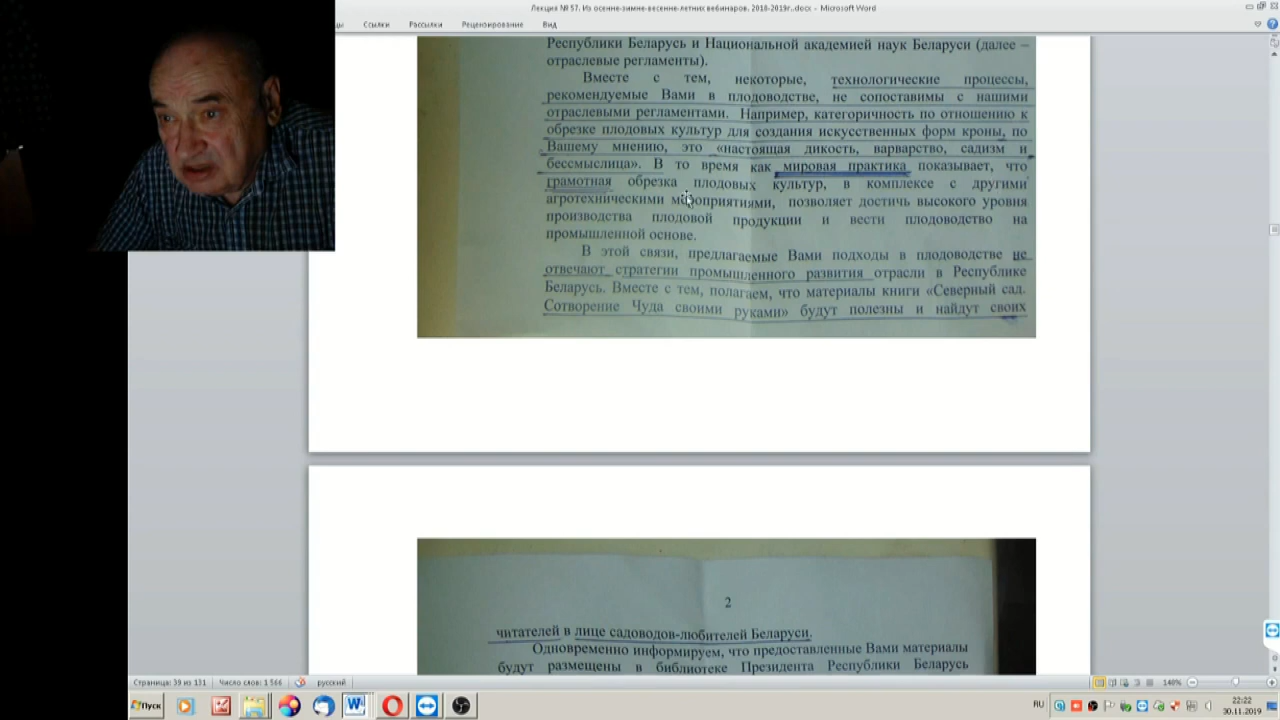 Лекция № 57. Из осенне-зимне-весенне-летних вебинаров. 2018-2019г..docx - Microsoft Word
Ссылки Рассылки Рецензирование Вид
Республики Беларусь и Национальной академией наук Беларуси (далее –
отраслевые регламенты).
Вместе с тем, некоторые, технологические процессы,
рекомендуемые Вами в плодоводстве, не сопоставимы с нашими
отраслевыми регламентами. Например, категоричность по отношению к
обрезке плодовых культур для создания искусственных форм кроны, по
Вашему мнению, это «настоящая дикость, варварство, садизм и
бессмыслица». В то время как мировая практика показывает, что
грамотная обрезка плодовых культур, в комплексе с другими
агротехническими мероприятиями, позволяет достичь высокого уровня
производства плодовой продукции и вести плодоводство на
промышленной основе.
В этой связи, предлагаемые Вами подходы в плодоводстве не
отвечают стратегии промышленного развития отрасли в Республике
Беларусь. Вместе с тем, полагаем, что материалы книги «Северный сад.
Сотворение Чуда своими руками» будут полезны и найдут своих
2
читателей в лице садоводов-любителей Беларуси.
Одновременно информируем, что предоставленные Вами материалы
будут размещены в библиотеке Президента Республики Беларусь
Страница: 39 из 131 Число слов: 1 566 русский 140%
Пуск RU 22:22
30.11.2019